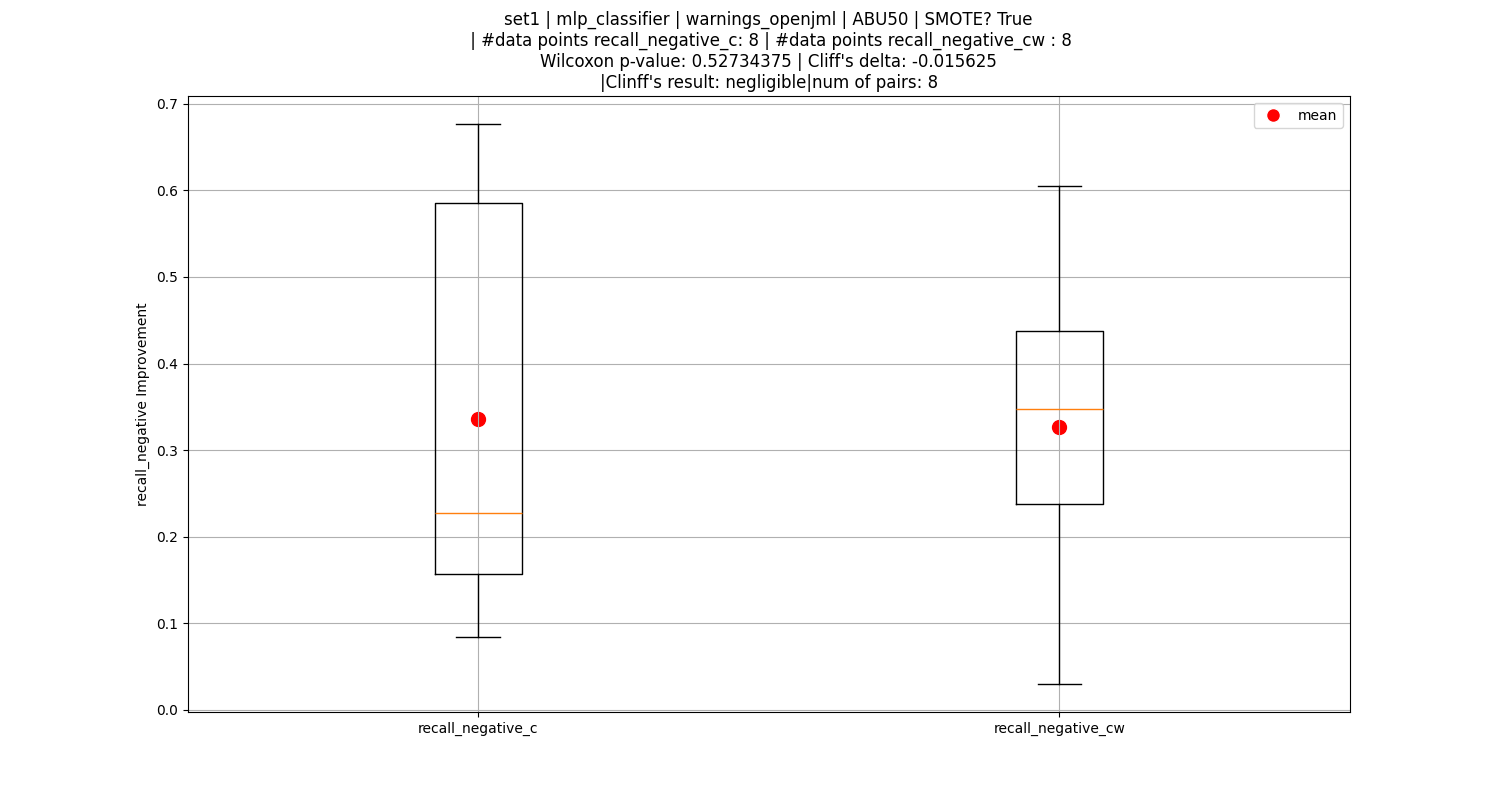 set1 | mlp_classifier | warnings_openjml | ABU50 | SMOTE? True
| #data points recall_negative_c: 8 | #data points recall_negative_cw : 8
Wilcoxon p-value: 0.52734375 | Cliff's delta: -0.015625
|Clinff's result: negligible|num of pairs: 8
mean
recall_negative Improvement
0.7
0.6
0.5
0.4
0.3
0.2
0.1
0.0
recall_negative_c
recall_negative_cw